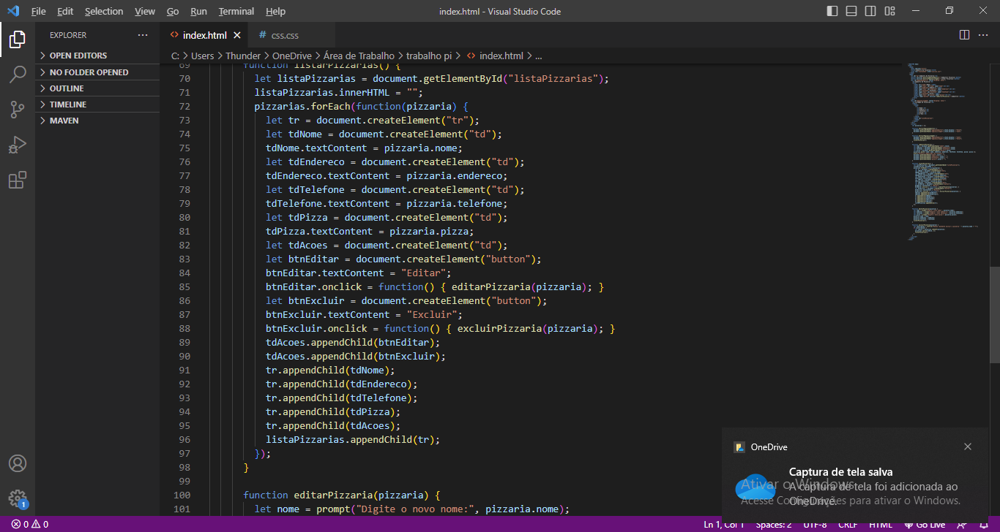 File Edit Selection View Go Run Terminal Help
index.html - Visual Studio Code
EXPLORER
index.html
# css.css
OPEN EDITORS
NO FOLDER OPENED
OUTLINE
TIMELINE
MAVEN
C: > Users > Thunder > OneDrive > Área de Trabalho > trabalho pi > index.html > ...
69 function listarPizzarias() {
70 let listaPizzarias = document.getElementById("listaPizzarias");
71 listaPizzarias.innerHTML = "";
72 pizzarias.forEach(function(pizzaria) {
73 let tr = document.createElement("tr");
74 let tdNome = document.createElement("td");
75 tdNome.textContent = pizzaria.nome;
76 let tdEndereco = document.createElement("td");
77 tdEndereco.textContent = pizzaria.endereco;
78 let tdTelefone = document.createElement("td");
79 tdTelefone.textContent = pizzaria.telefone;
80 let tdPizza = document.createElement("td");
81 tdPizza.textContent = pizzaria.pizza;
82 let tdAcoes = document.createElement("td");
83 let btnEditar = document.createElement("button");
84 btnEditar.textContent = "Editar";
85 btnEditar.onclick = function() { editarPizzaria(pizzaria); }
86 let btnExcluir = document.createElement("button");
87 btnExcluir.textContent = "Excluir";
88 btnExcluir.onclick = function() { excluirPizzaria(pizzaria); }
89 tdAcoes.appendChild(btnEditar);
90 tdAcoes.appendChild(btnExcluir);
91 tr.appendChild(tdNome);
92 tr.appendChild(tdEndereco);
93 tr.appendChild(tdTelefone);
94 tr.appendChild(tdPizza);
95 tr.appendChild(tdAcoes);
96 listaPizzarias.appendChild(tr);
97 });
98 }
99
100 function editarPizzaria(pizzaria) {
101 let nome = prompt("Digite o novo nome:", pizzaria.nome);
OneDrive
Captura de tela salva
A captura de tela foi adicionada ao
OneDrive.
Ativar o Windows
Acesse Configurações para ativar o Windows.
1
0 0
Ln 1, Col 1 Spaces: 2 UTF-8 CRLF HTML Go Live